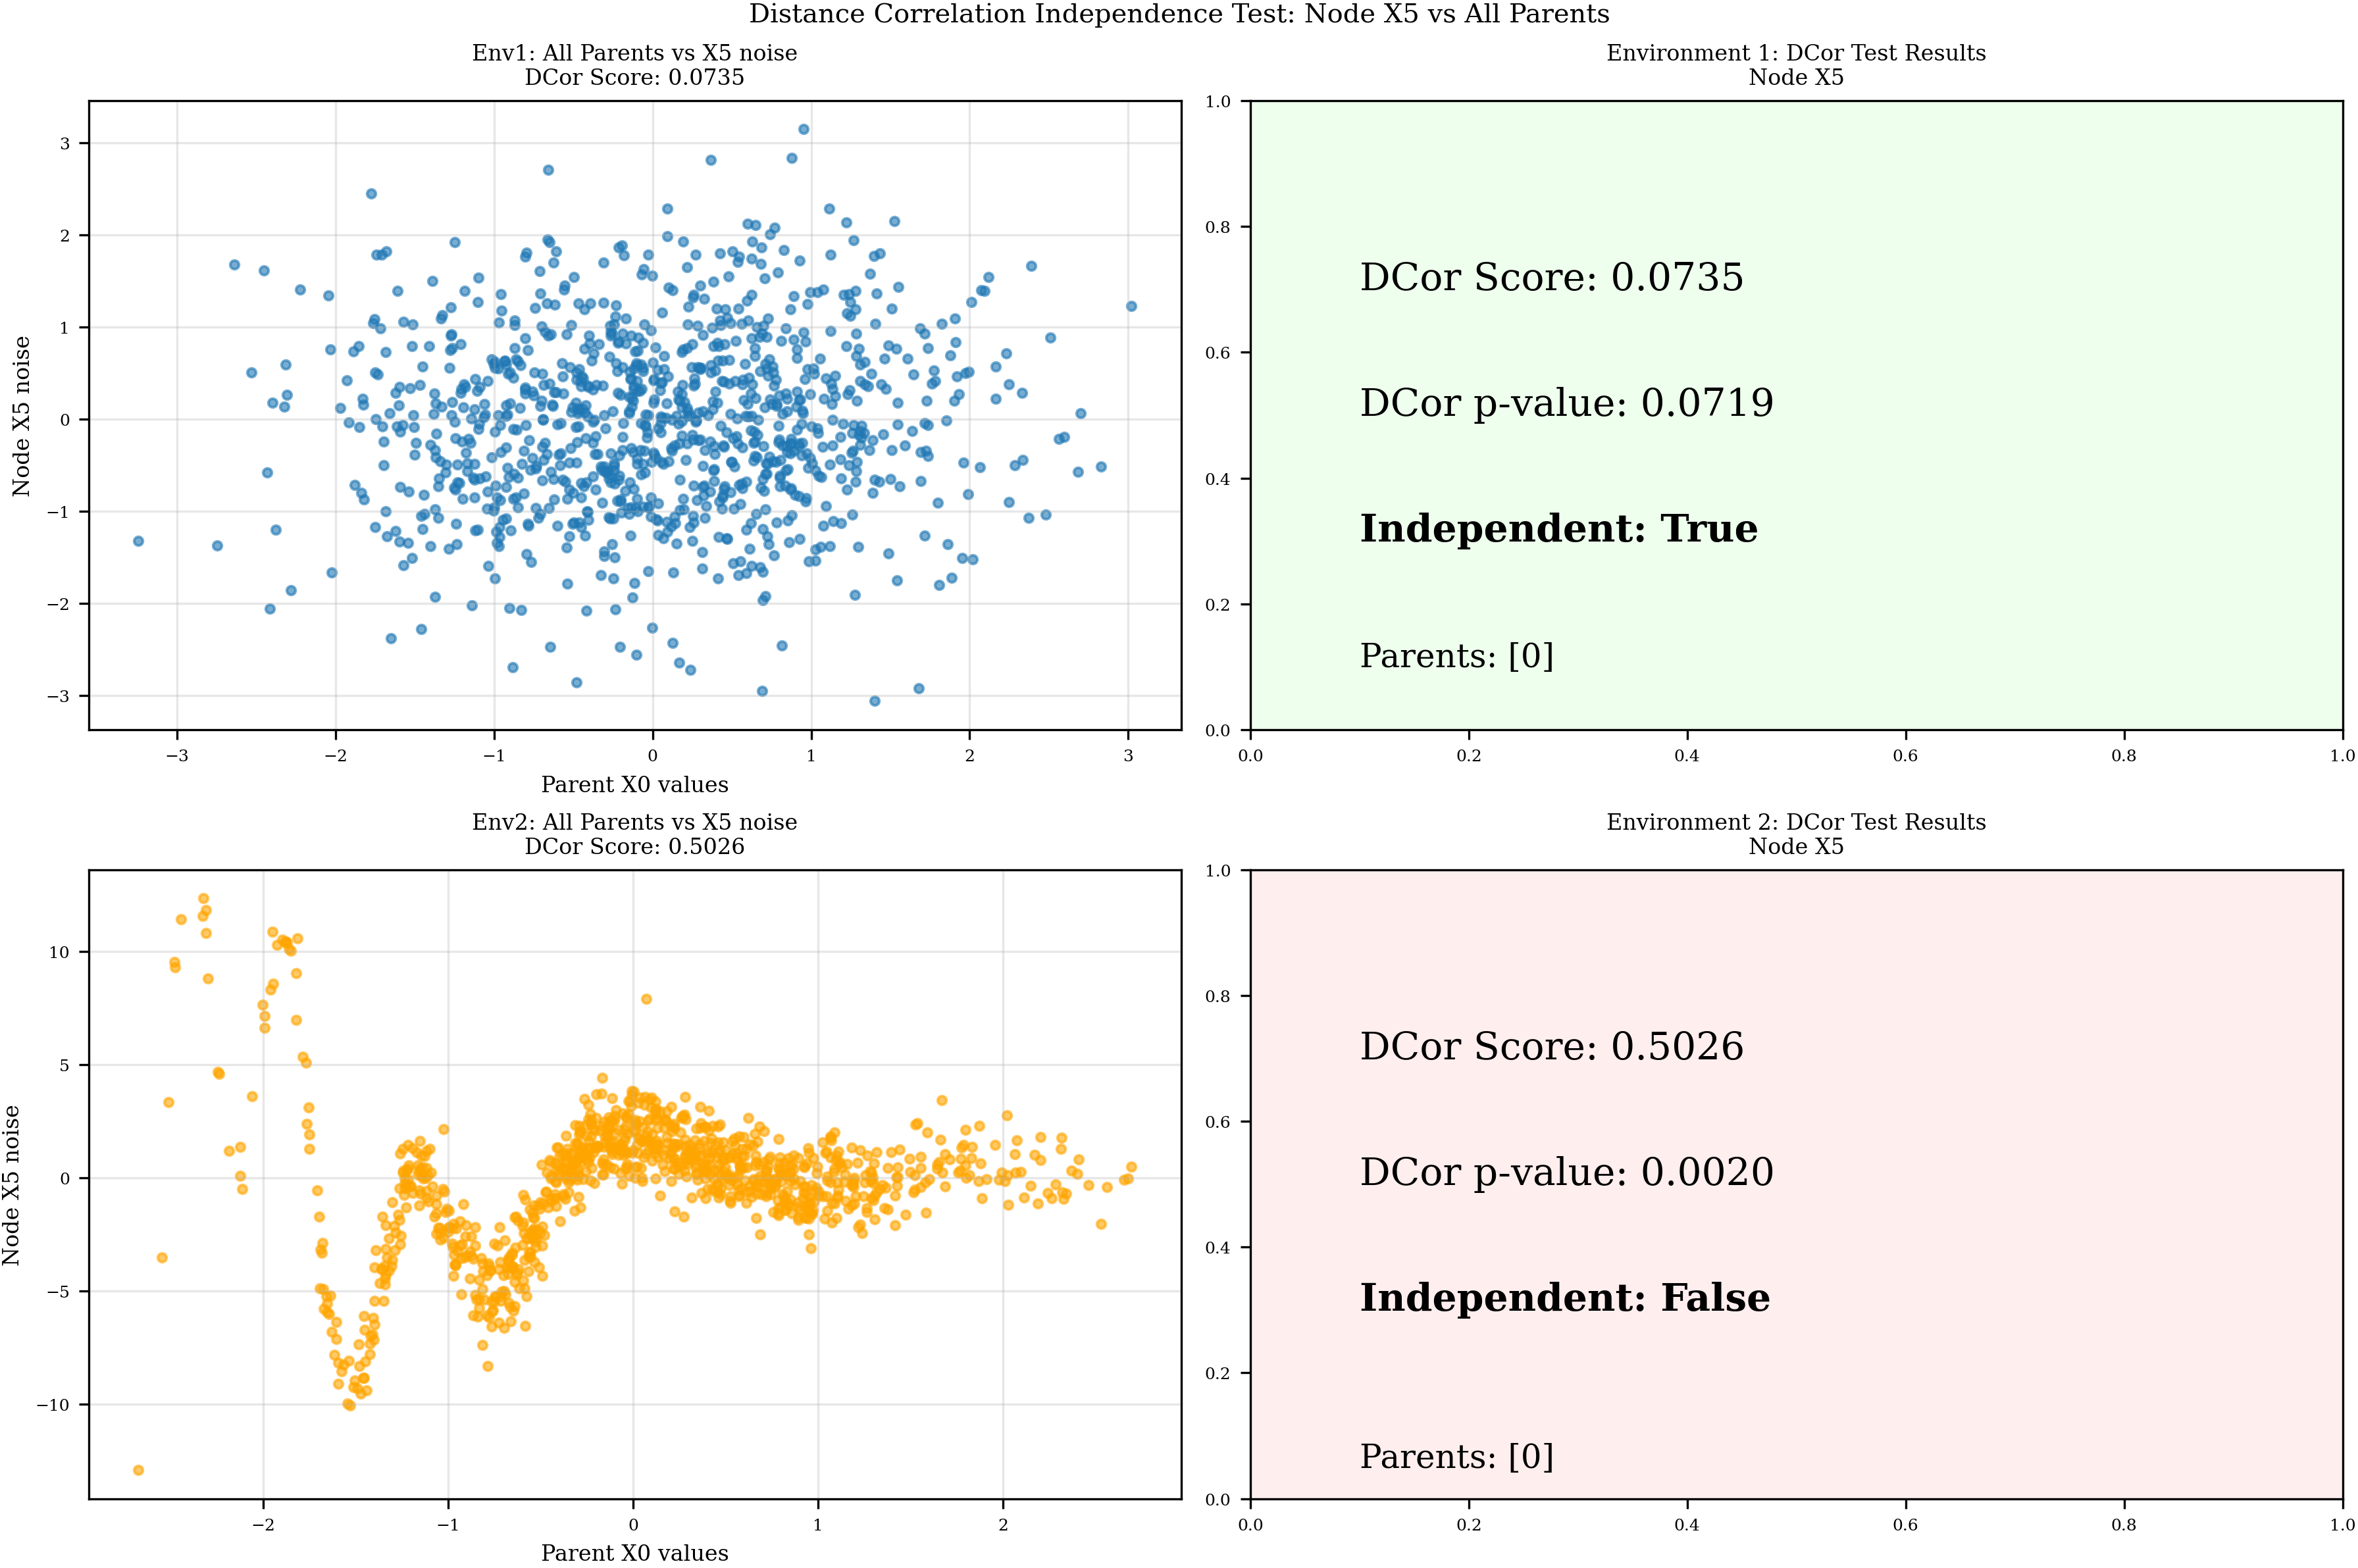 Distance Correlation Independence Test: Node X5 vs All Parents
Env1: All Parents vs X5 noise
DCor Score: 0.0735
Node X5 noise
3
2
1
0
−1
−2
−3
−3
−2
−1
0
1
2
3
Parent X0 values
Environment 1: DCor Test Results
Node X5
1.0
0.8
0.6
0.4
0.2
0.0
DCor Score: 0.0735
DCor p-value: 0.0719
Independent: True
Parents: [0]
0.0
0.2
0.4
0.6
0.8
1.0
Env2: All Parents vs X5 noise
DCor Score: 0.5026
Node X5 noise
10
5
0
−5
−10
−2
−1
0
1
2
Parent X0 values
Environment 2: DCor Test Results
Node X5
1.0
0.8
0.6
0.4
0.2
0.0
DCor Score: 0.5026
DCor p-value: 0.0020
Independent: False
Parents: [0]
0.0
0.2
0.4
0.6
0.8
1.0